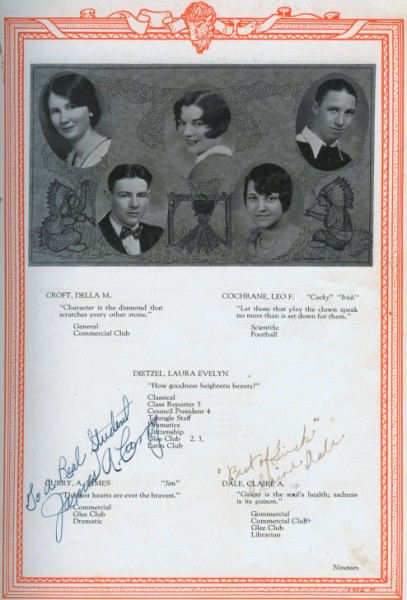 CROFT, DELLA M.
"Character is the diamond that
scratches every other stone."
General
Commercial Club
COCHRANE, LEO F. "Cocky" "Irish"
"Let those that play the clown speak
no more than is set down for them."
Scientific
Football
DIETZEL, LAURA EVELYN
"How goodness heightens beauty!"
Classical
Class Reporter 3
Council President 4
Triangle Staff
Dramatics
Citizenship
Glee Club 2, 3,
Latin Club
To a Real Student
James A.
"Best of Luck"
Claire Dale
CURRY, A. JAMES "Jim"
hearts are ever the bravest."
Commercial
Glee Club
Dramatic
DALE, CLAIRE A.
"Gaiety is the soul's health; sadness
is its poison."
Commercial
Commercial Club
Glee Club
Librarian
Nineteen